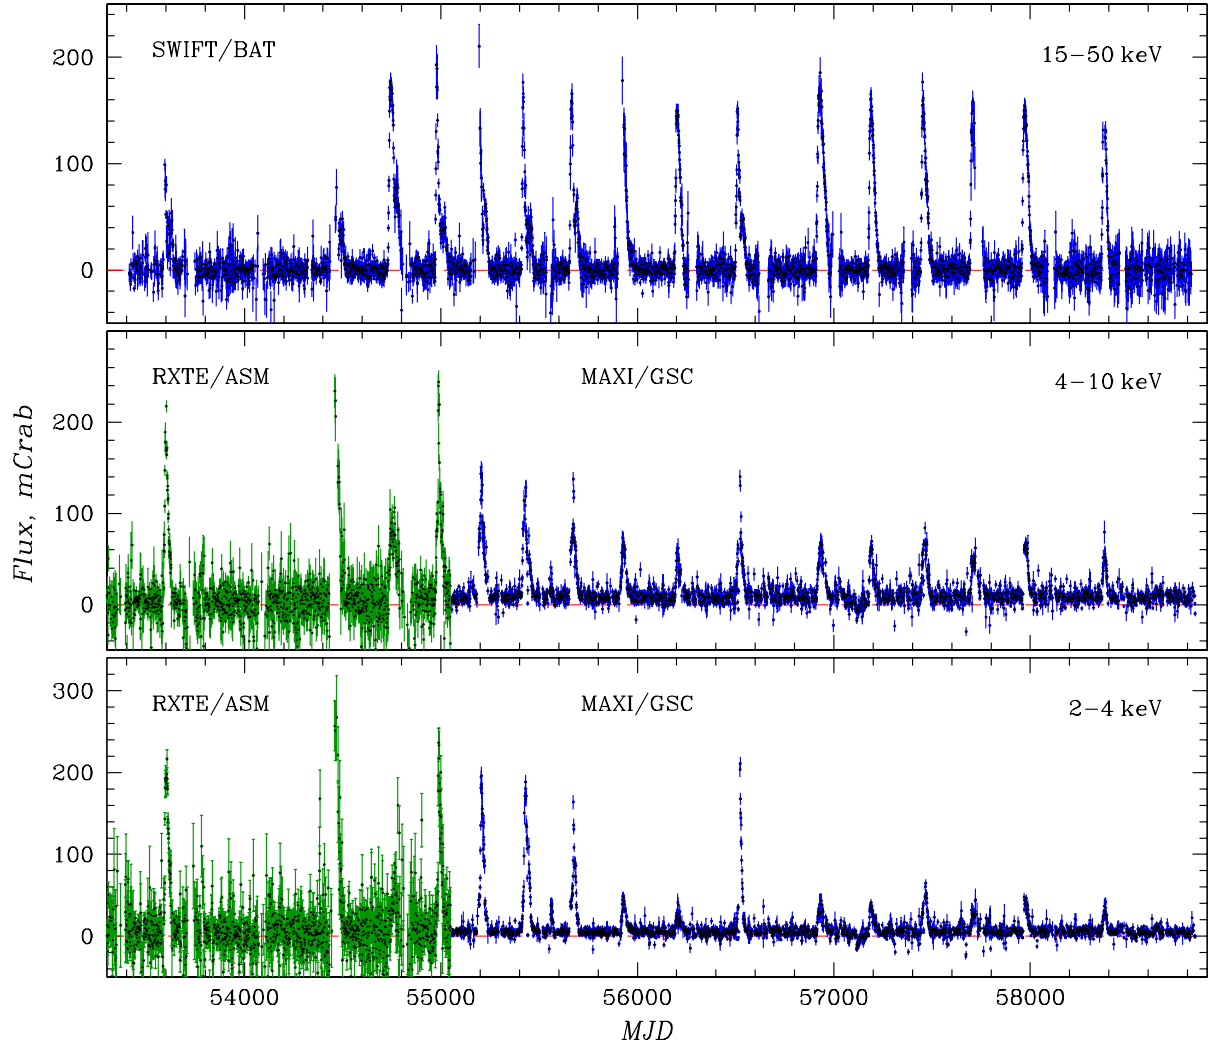 SWIFT/BAT 15−50 keV
200
100
0
RXTE/ASM MAXI/GSC 4−10 keV
200
100
0
Flux, mCrab
RXTE/ASM MAXI/GSC 2−4 keV
300
200
100
0
54000 55000 56000 57000 58000
MJD